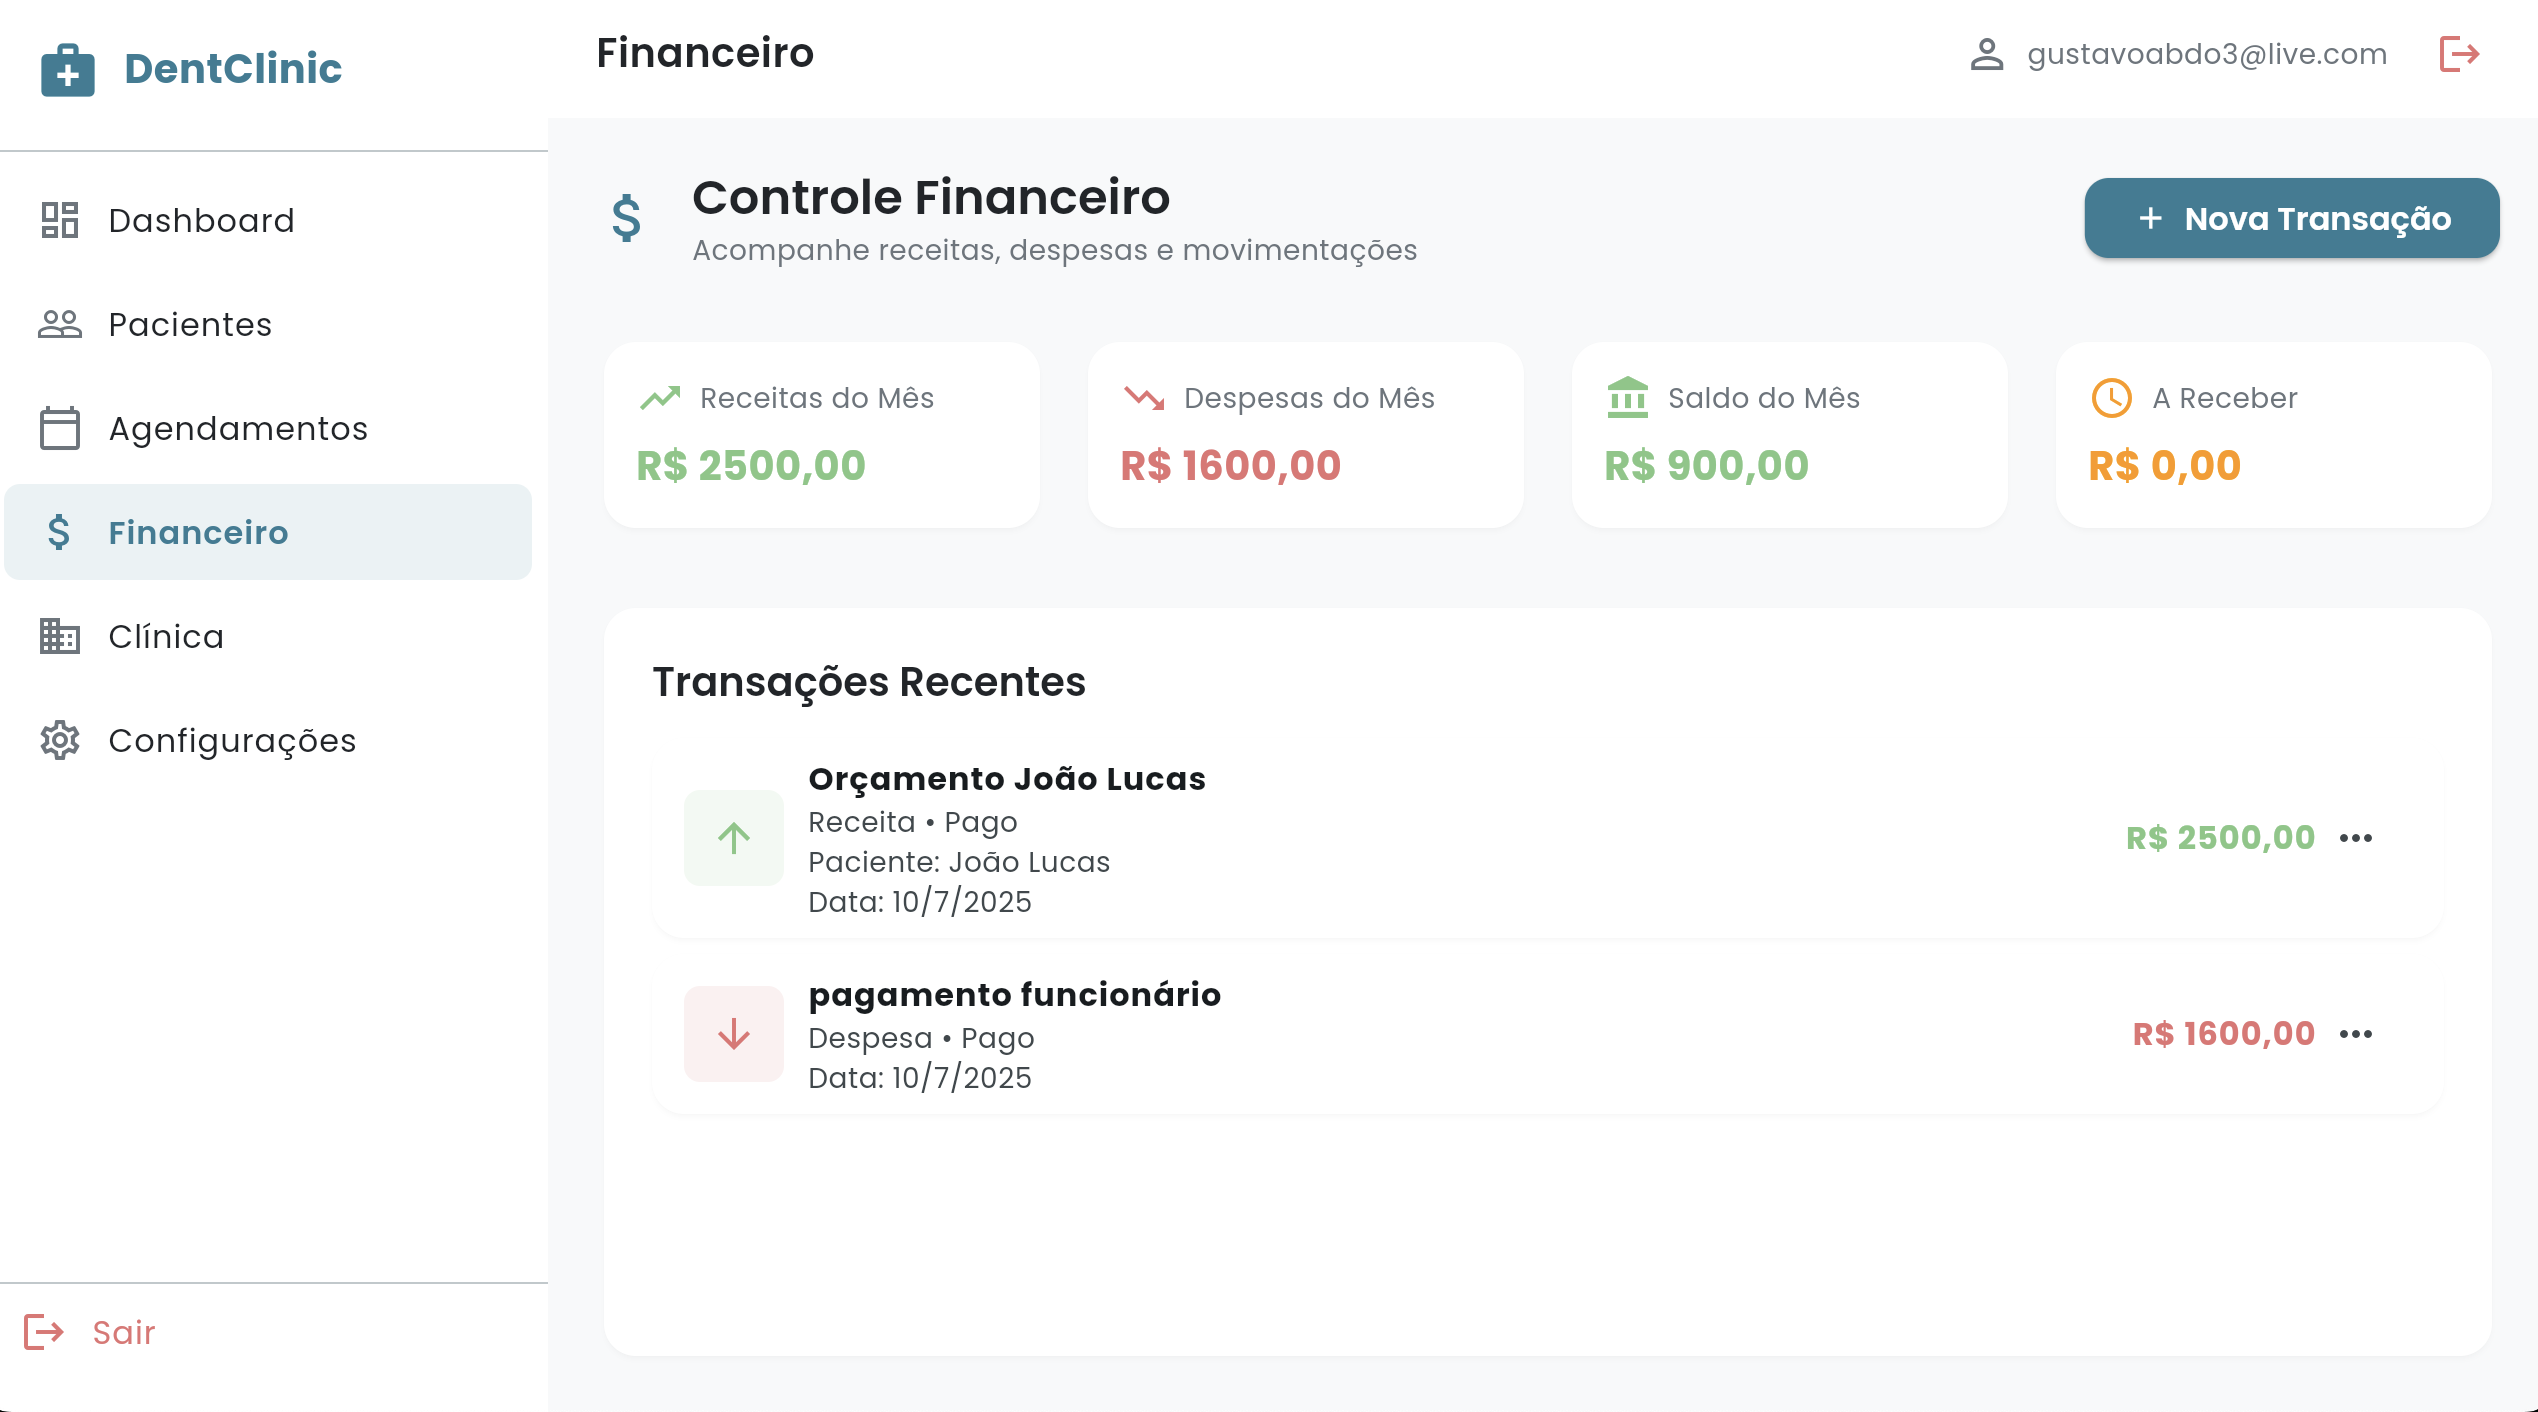 DentClinic
Dashboard
Pacientes
Agendamentos
Financeiro
Clínica
Configurações
Sair
Financeiro
gustavoabdo3@live.com
Controle Financeiro
Acompanhe receitas, despesas e movimentações
+ Nova Transação
Receitas do Mês
R$ 2500,00
Despesas do Mês
R$ 1600,00
Saldo do Mês
R$ 900,00
A Receber
R$ 0,00
Transações Recentes
Orçamento João Lucas
Receita • Pago
Paciente: João Lucas
Data: 10/7/2025
R$ 2500,00
pagamento funcionário
Despesa • Pago
Data: 10/7/2025
R$ 1600,00